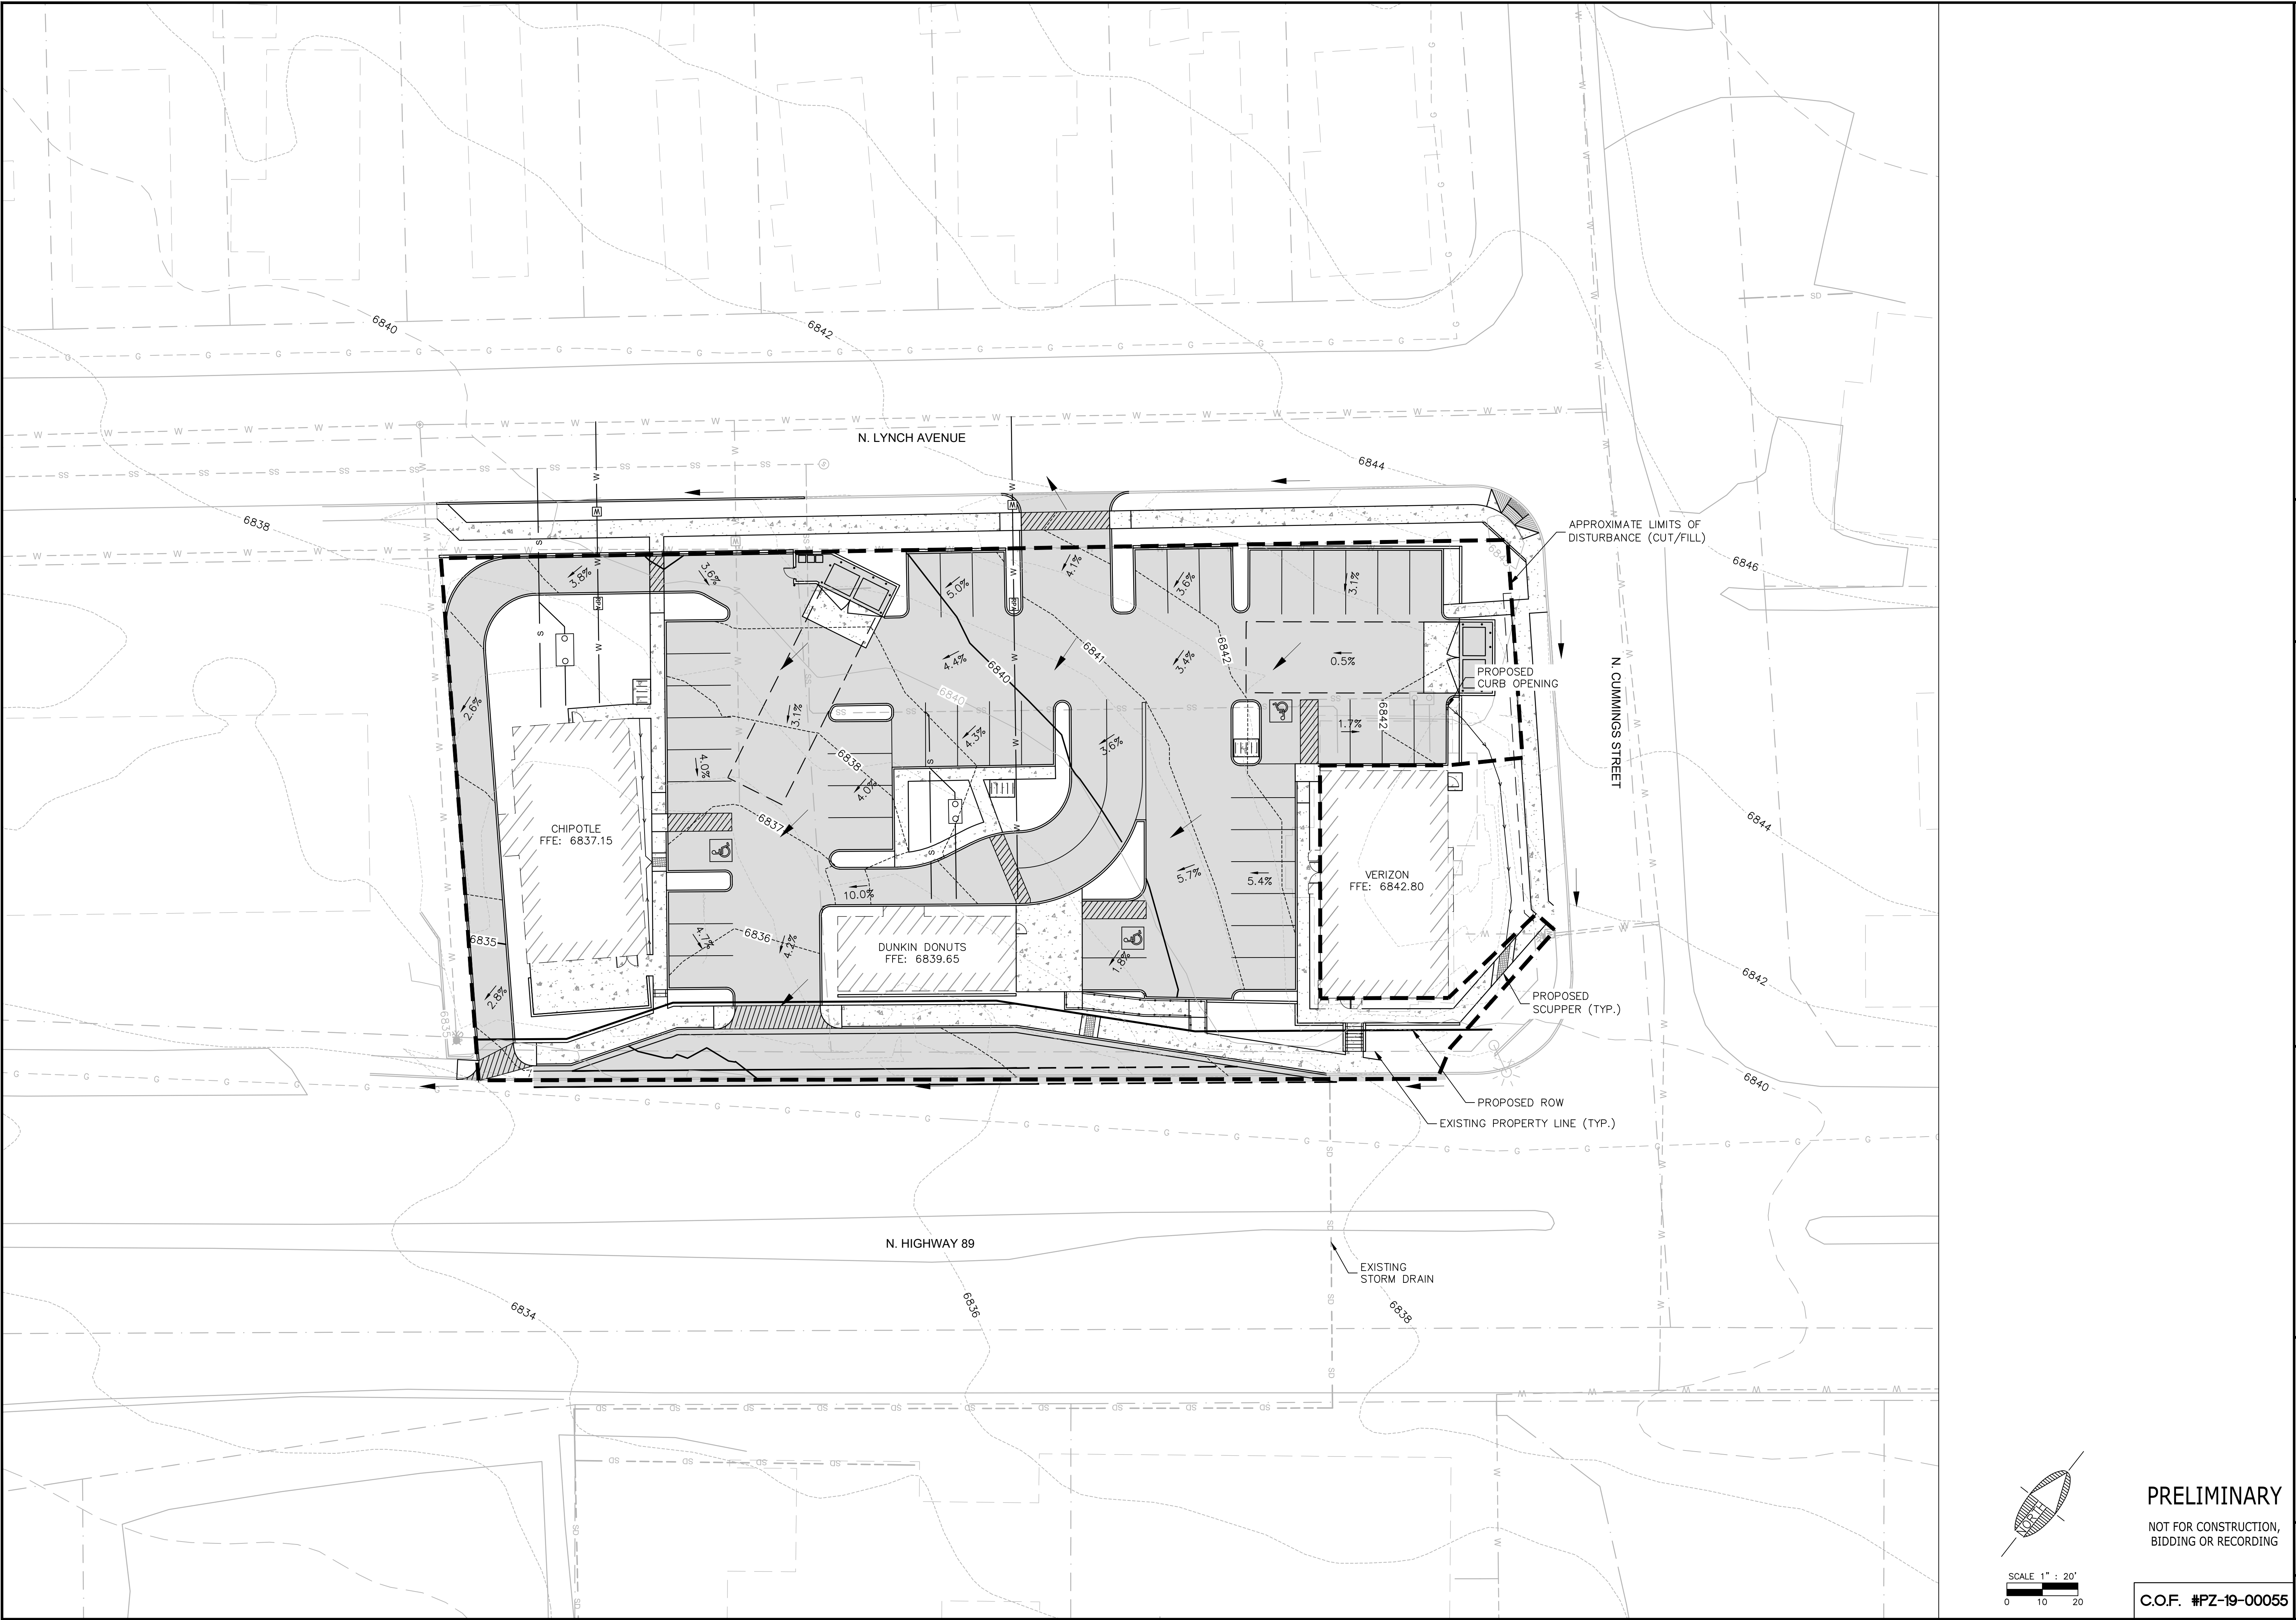 6840
6842
N. LYNCH AVENUE
6844
6838
APPROXIMATE LIMITS OF
DISTURBANCE (CUT/FILL)
6846
3.8%
3.6%
5.0%
4.1%
3.6%
3.1%
6841
6842
4.4%
6840
3.4%
0.5%
PROPOSED
CURB OPENING
N. CUMMINGS STREET
6840
2.6%
3.1%
4.3%
3.6%
1.7%
6842
6838
4.0%
4.0%
6837
CHIPOTLE
FFE: 6837.15
6844
VERIZON
FFE: 6842.80
10.0%
5.7%
5.4%
6835
4.7%
6836
4.2%
DUNKIN DONUTS
FFE: 6839.65
1.8%
6842
2.8%
PROPOSED
SCUPPER (TYP.)
6835
6840
PROPOSED ROW
EXISTING PROPERTY LINE (TYP.)
N. HIGHWAY 89
EXISTING
STORM DRAIN
6834
6836
6838
NORTH
PRELIMINARY
NOT FOR CONSTRUCTION,
BIDDING OR RECORDING
SCALE 1" : 20'
0 10 20
C.O.F. #PZ-19-00055